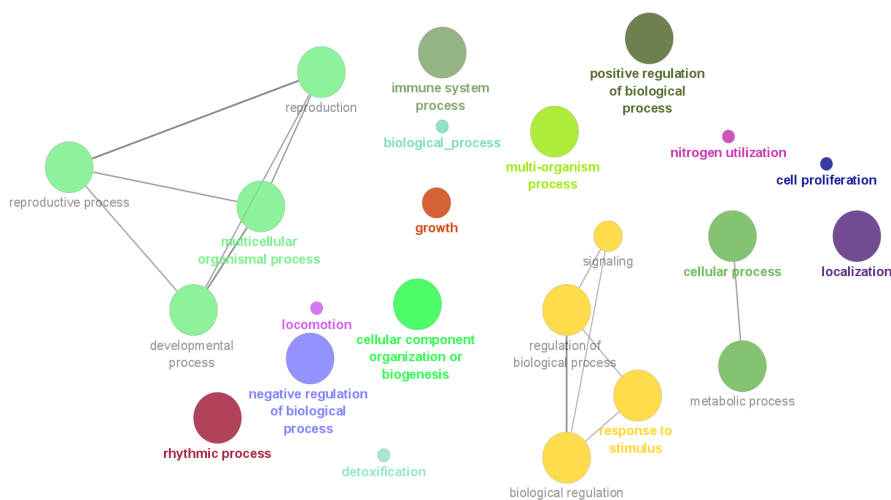 positive regulation
of biological
process
immune system
process
reproduction
biological_process
nitrogen utilization
multi-organism
process
cell proliferation
reproductive process
growth
multicellular
organismal process
signaling
cellular process
localization
locomotion
developmental
process
cellular component
organization or
biogenesis
regulation of
biological process
negative regulation
of biological
process
metabolic process
response to
stimulus
rhythmic process
detoxification
biological regulation